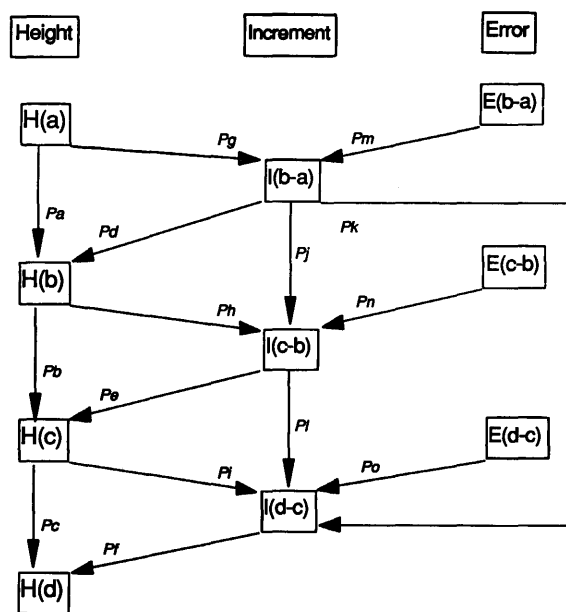 Height Increment Error
H(a) E(b-a)
Pg Pm
I(b-a)
Pa Pd Pk
H(b) Pj E(c-b)
Ph Pn
I(c-b)
Pb Pe
H(c) Pl E(d-c)
Pi Po
I(d-c)
Pc Pf
H(d)